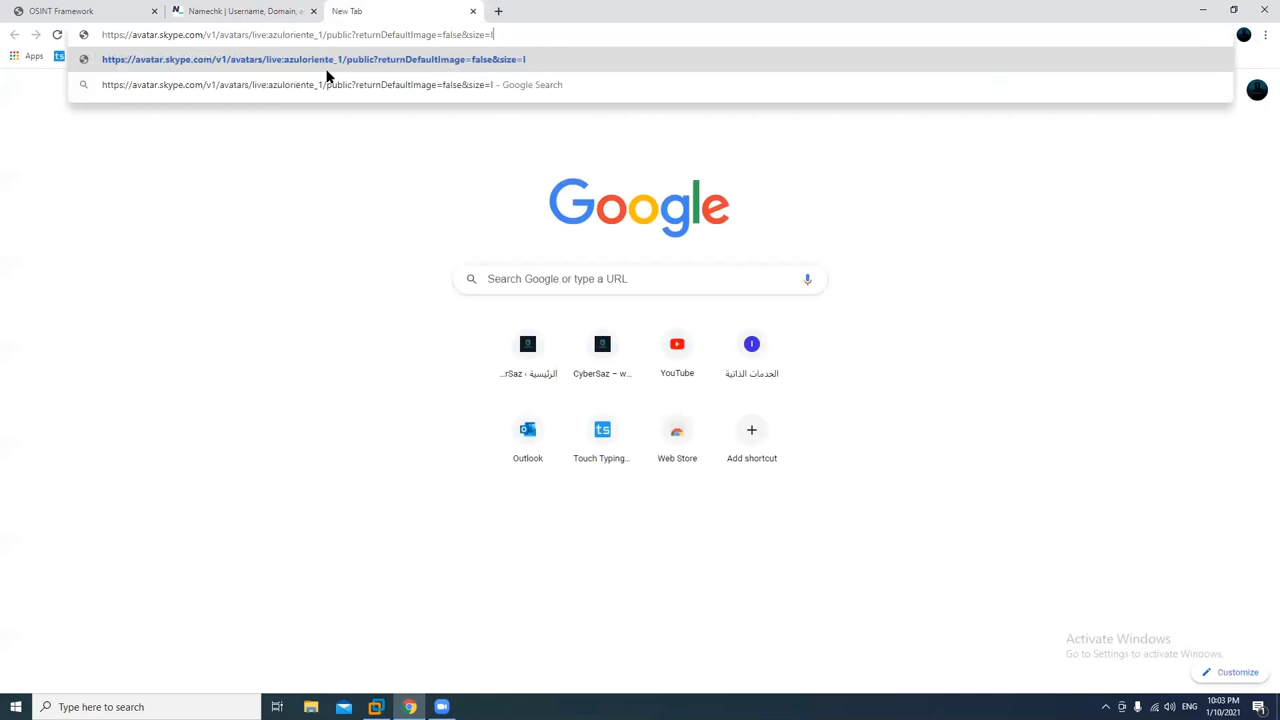 OSINT Framework
Namechk | Username, Domain, a
New Tab
https://avatar.skype.com/v1/avatars/live:azuloriente_1/public?returnDefaultImage=false&size=l
Apps
ts
https://avatar.skype.com/v1/avatars/live:azuloriente_1/public?returnDefaultImage=false&size=l
https://avatar.skype.com/v1/avatars/live:azuloriente_1/public?returnDefaultImage=false&size=l - Google Search
Google
Search Google or type a URL
I
...rSaz ‹ الرئيسية
CyberSaz – w...
YouTube
الخدمات الذاتية
ts
Outlook
Touch Typing...
Web Store
Add shortcut
Activate Windows
Go to Settings to activate Windows.
Customize
Type here to search
ENG
10:03 PM
1/10/2021
1